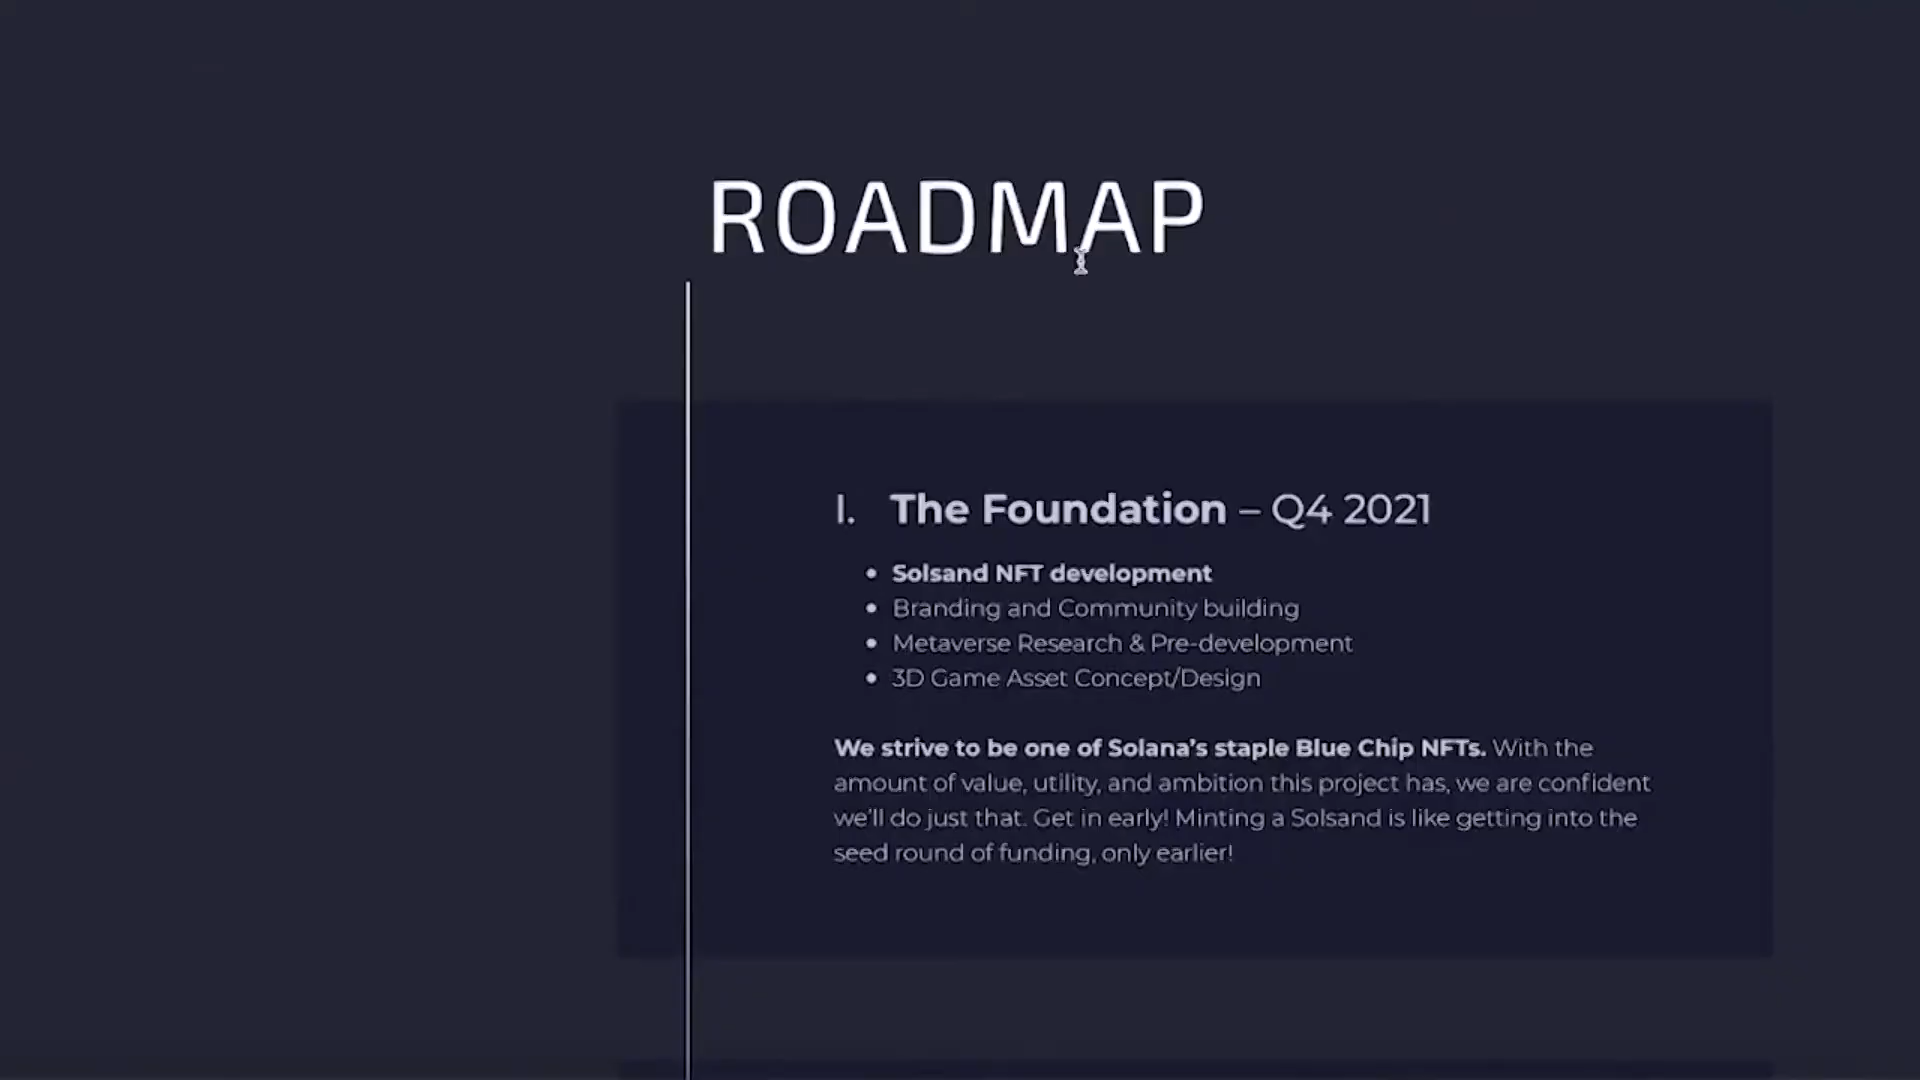 ROADMAP
I. The Foundation – Q4 2021
• Solsand NFT development
• Branding and Community building
• Metaverse Research & Pre-development
• 3D Game Asset Concept/Design
We strive to be one of Solana's staple Blue Chip NFTs. With the
amount of value, utility, and ambition this project has, we are confident
we'll do just that. Get in early! Minting a Solsand is like getting into the
seed round of funding, only earlier!